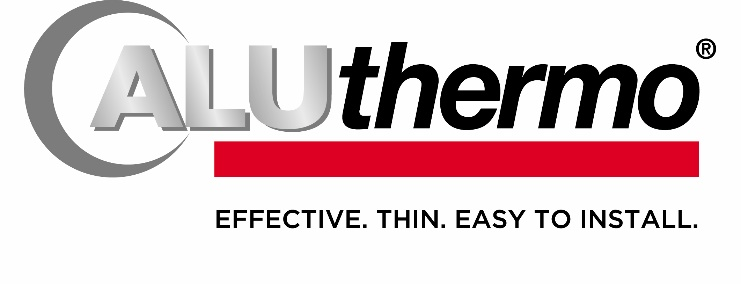 ALUthermo®
EFFECTIVE. THIN. EASY TO INSTALL.